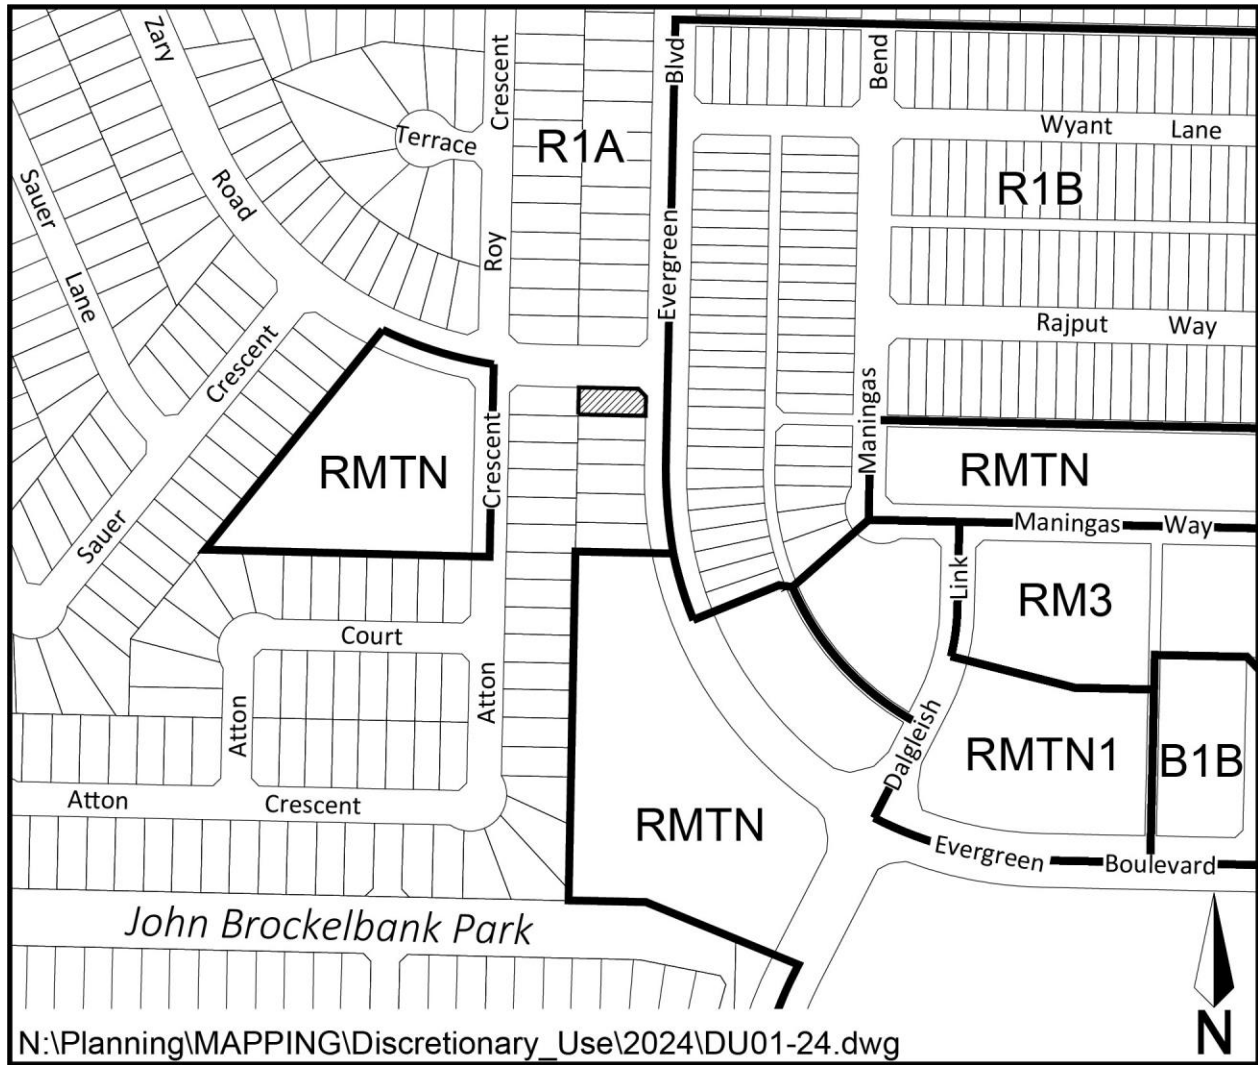 Zary
Crescent
Blvd
Bend
Terrace
R1A
Wyant Lane
Sauer
Road
R1B
Roy
Evergreen
Lane
Rajput Way
Crescent
Maningas
RMTN
Crescent
RMTN
Sauer
Maningas Way
Link
RM3
Court
Atton
Atton
Dalgleish
RMTN1
B1B
Atton Crescent
RMTN
Evergreen Boulevard
John Brockelbank Park
N:\Planning\MAPPING\Discretionary_Use\2024\DU01-24.dwg
N